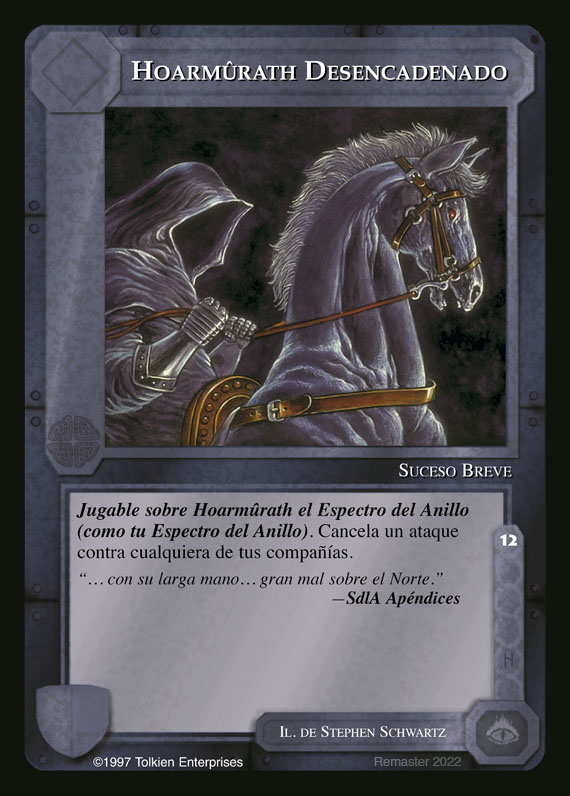 Hoarmûrath Desencadenado
Suceso Breve
Jugable sobre Hoarmûrath el Espectro del Anillo
(como tu Espectro del Anillo). Cancela un ataque
contra cualquiera de tus compañías.
“… con su larga mano… gran mal sobre el Norte.”
—SdlA Apéndices
12
H
Il. de Stephen Schwartz
©1997 Tolkien Enterprises
Remaster 2022